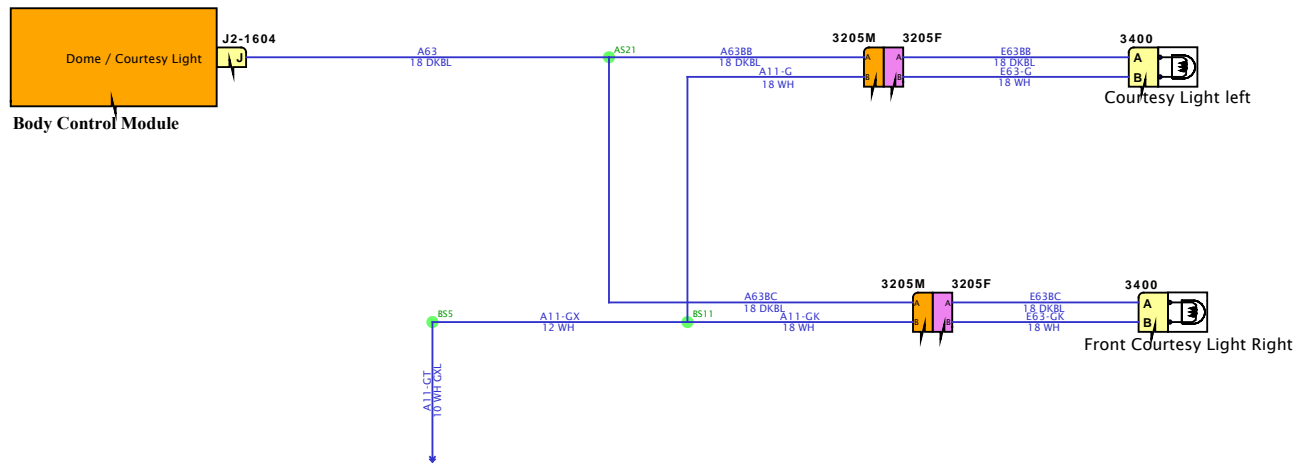 J2-1604
Dome / Courtesy Light
J
Body Control Module
A63
18 DKBL
AS21
A63BB
18 DKBL
A11-G
18 WH
3205M
3205F
A
A
B
B
E63BB
18 DKBL
E63-G
18 WH
3400
A
B
Courtesy Light left
BS5
A11-GX
12 WH
BS11
A63BC
18 DKBL
A11-GK
18 WH
3205M
3205F
A
A
B
B
E63BC
18 DKBL
E63-GK
18 WH
3400
A
B
Front Courtesy Light Right
A11-GT
10 WH GXL